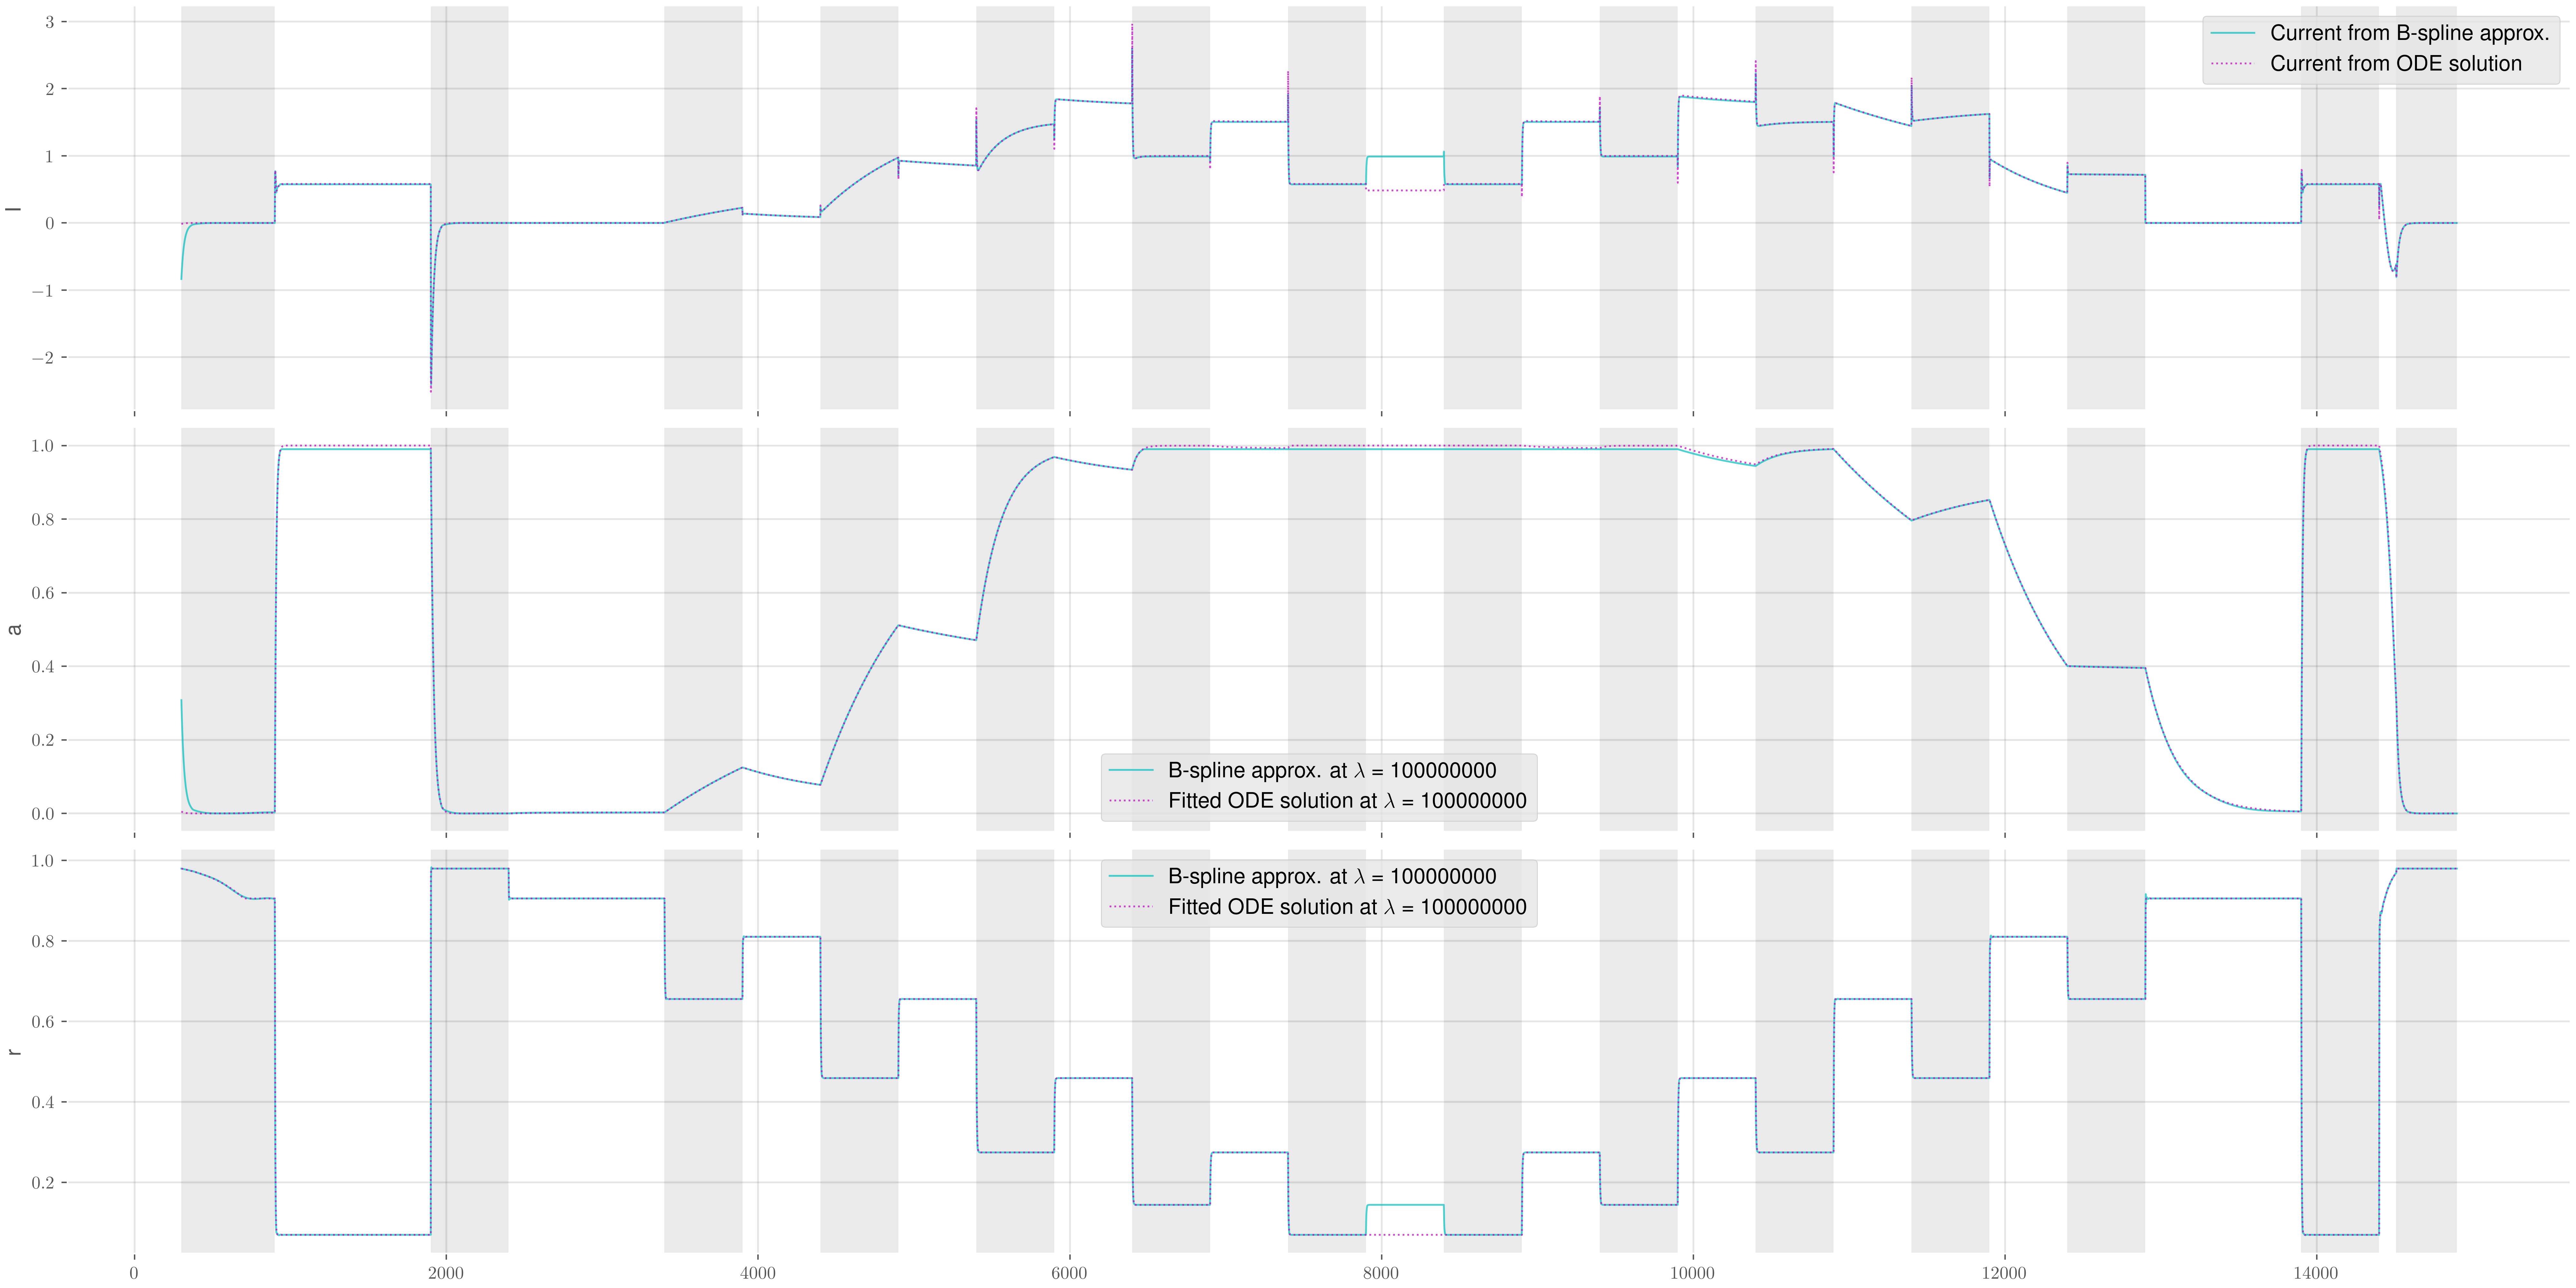 3
2
1
0
−1
−2
I
Current from B-spline approx.
Current from ODE solution
1.0
0.8
0.6
0.4
0.2
0.0
a
B-spline approx. at λ = 100000000
Fitted ODE solution at λ = 100000000
1.0
0.8
0.6
0.4
0.2
r
B-spline approx. at λ = 100000000
Fitted ODE solution at λ = 100000000
0 2000 4000 6000 8000 10000 12000 14000